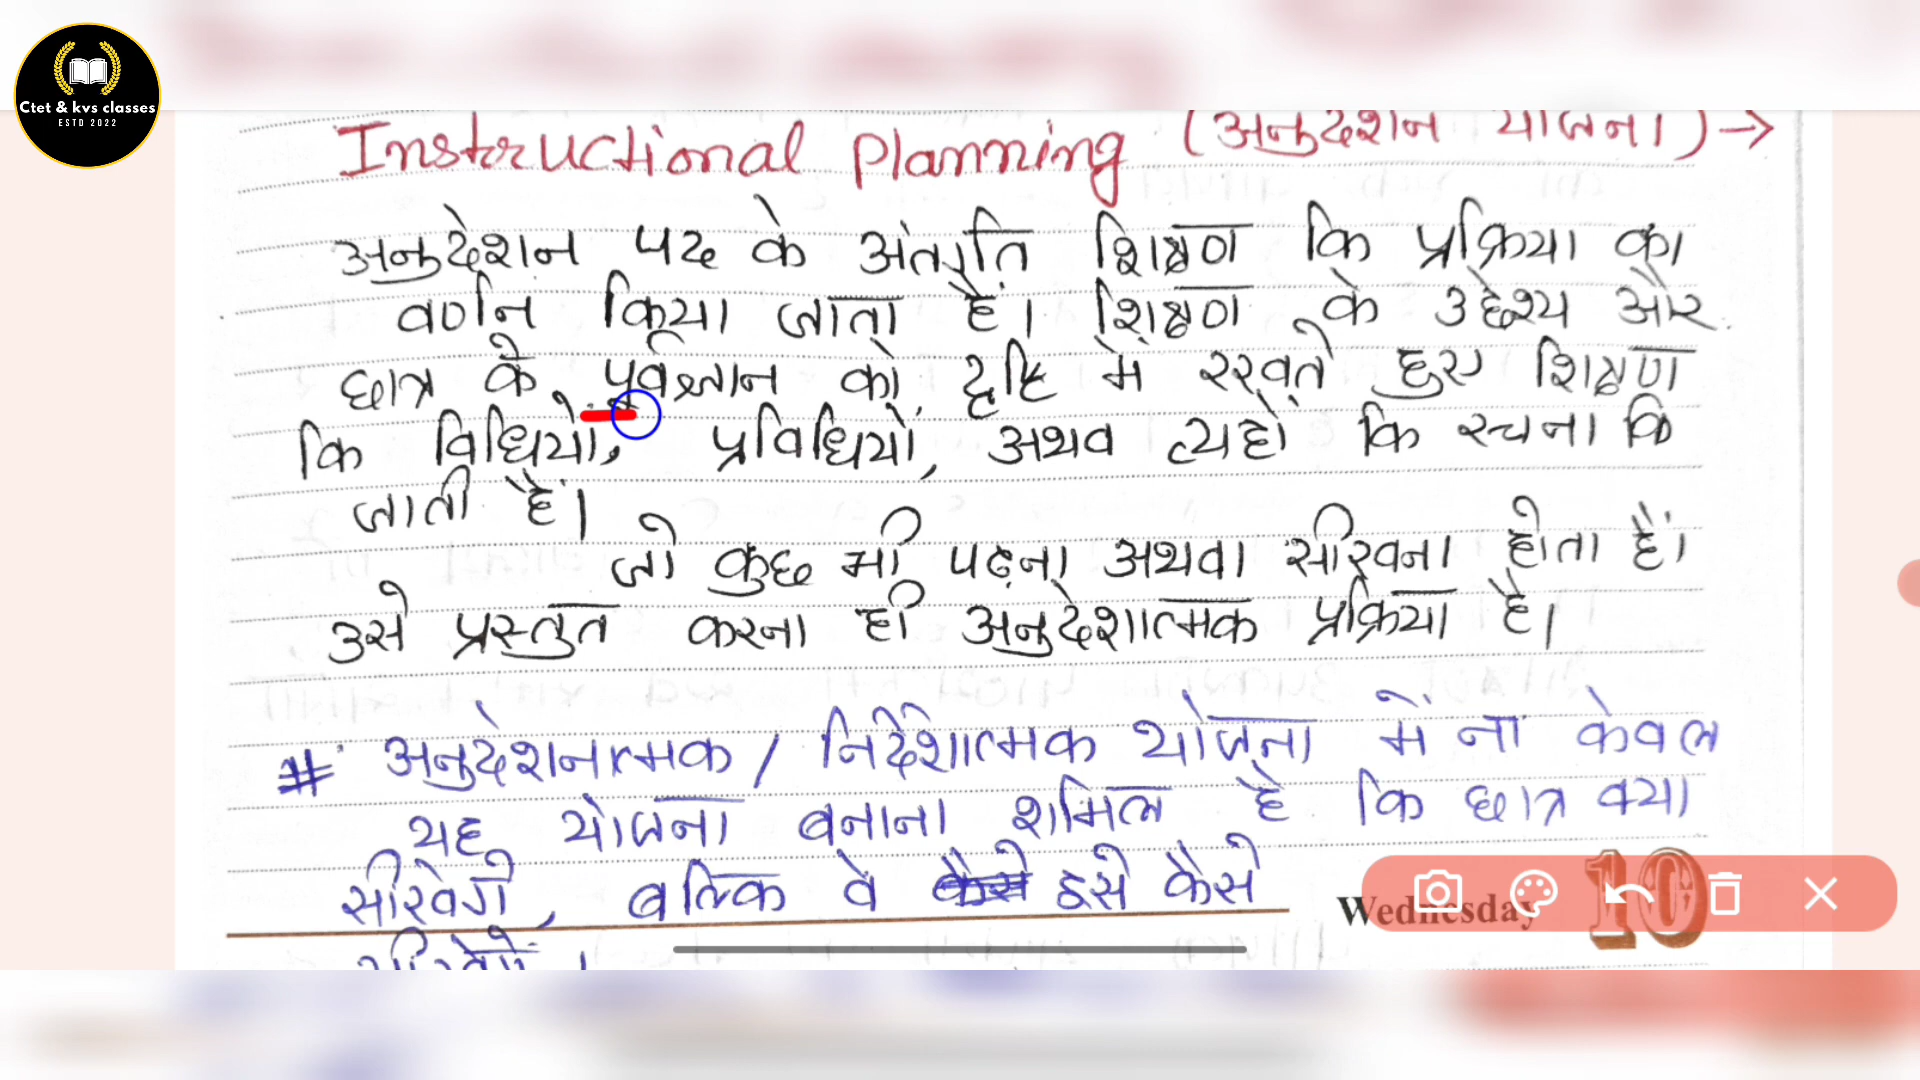 Ctet & kvs classes
ESTD 2022
Instructional Planning (अनुदेशन योजना) →
अनुदेशन पद के अंतर्गत शिक्षण कि प्रक्रिया का
वर्णन किया जाता हैं। शिक्षण के उद्देश्य और
छात्र के पूर्वज्ञान को दृष्टि में रखते हुए शिक्षण
कि विधियों, प्रविधियों, अथव व्यहों कि रचना कि
जाती हैं।
जो कुछ भी पढ़ना अथवा सीखना होता हैं।
उसे प्रस्तुत करना ही अनुदेशात्मक प्रक्रिया है।
# अनुदेशनात्मक / निर्देशात्मक योजना में ना केवल
यह योजना बनाना शमिल है कि छात्र क्या
सीखेगें, बल्कि वे इसे कैसे
Wednesday 10